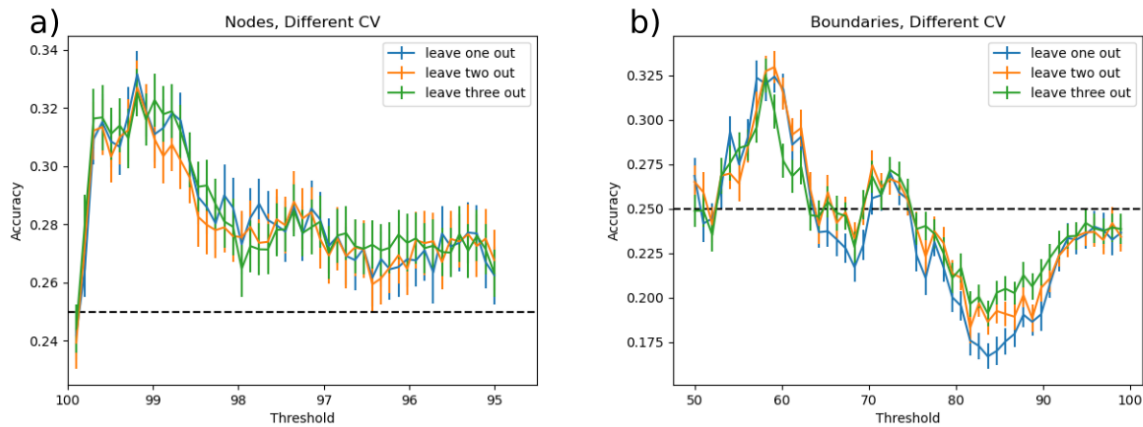 a)
Nodes, Different CV
leave one out
leave two out
leave three out
0.34
0.32
0.30
0.28
0.26
0.24
Accuracy
100 99 98 97 96 95
Threshold
b)
Boundaries, Different CV
leave one out
leave two out
leave three out
0.325
0.300
0.275
0.250
0.225
0.200
0.175
Accuracy
50 60 70 80 90 100
Threshold